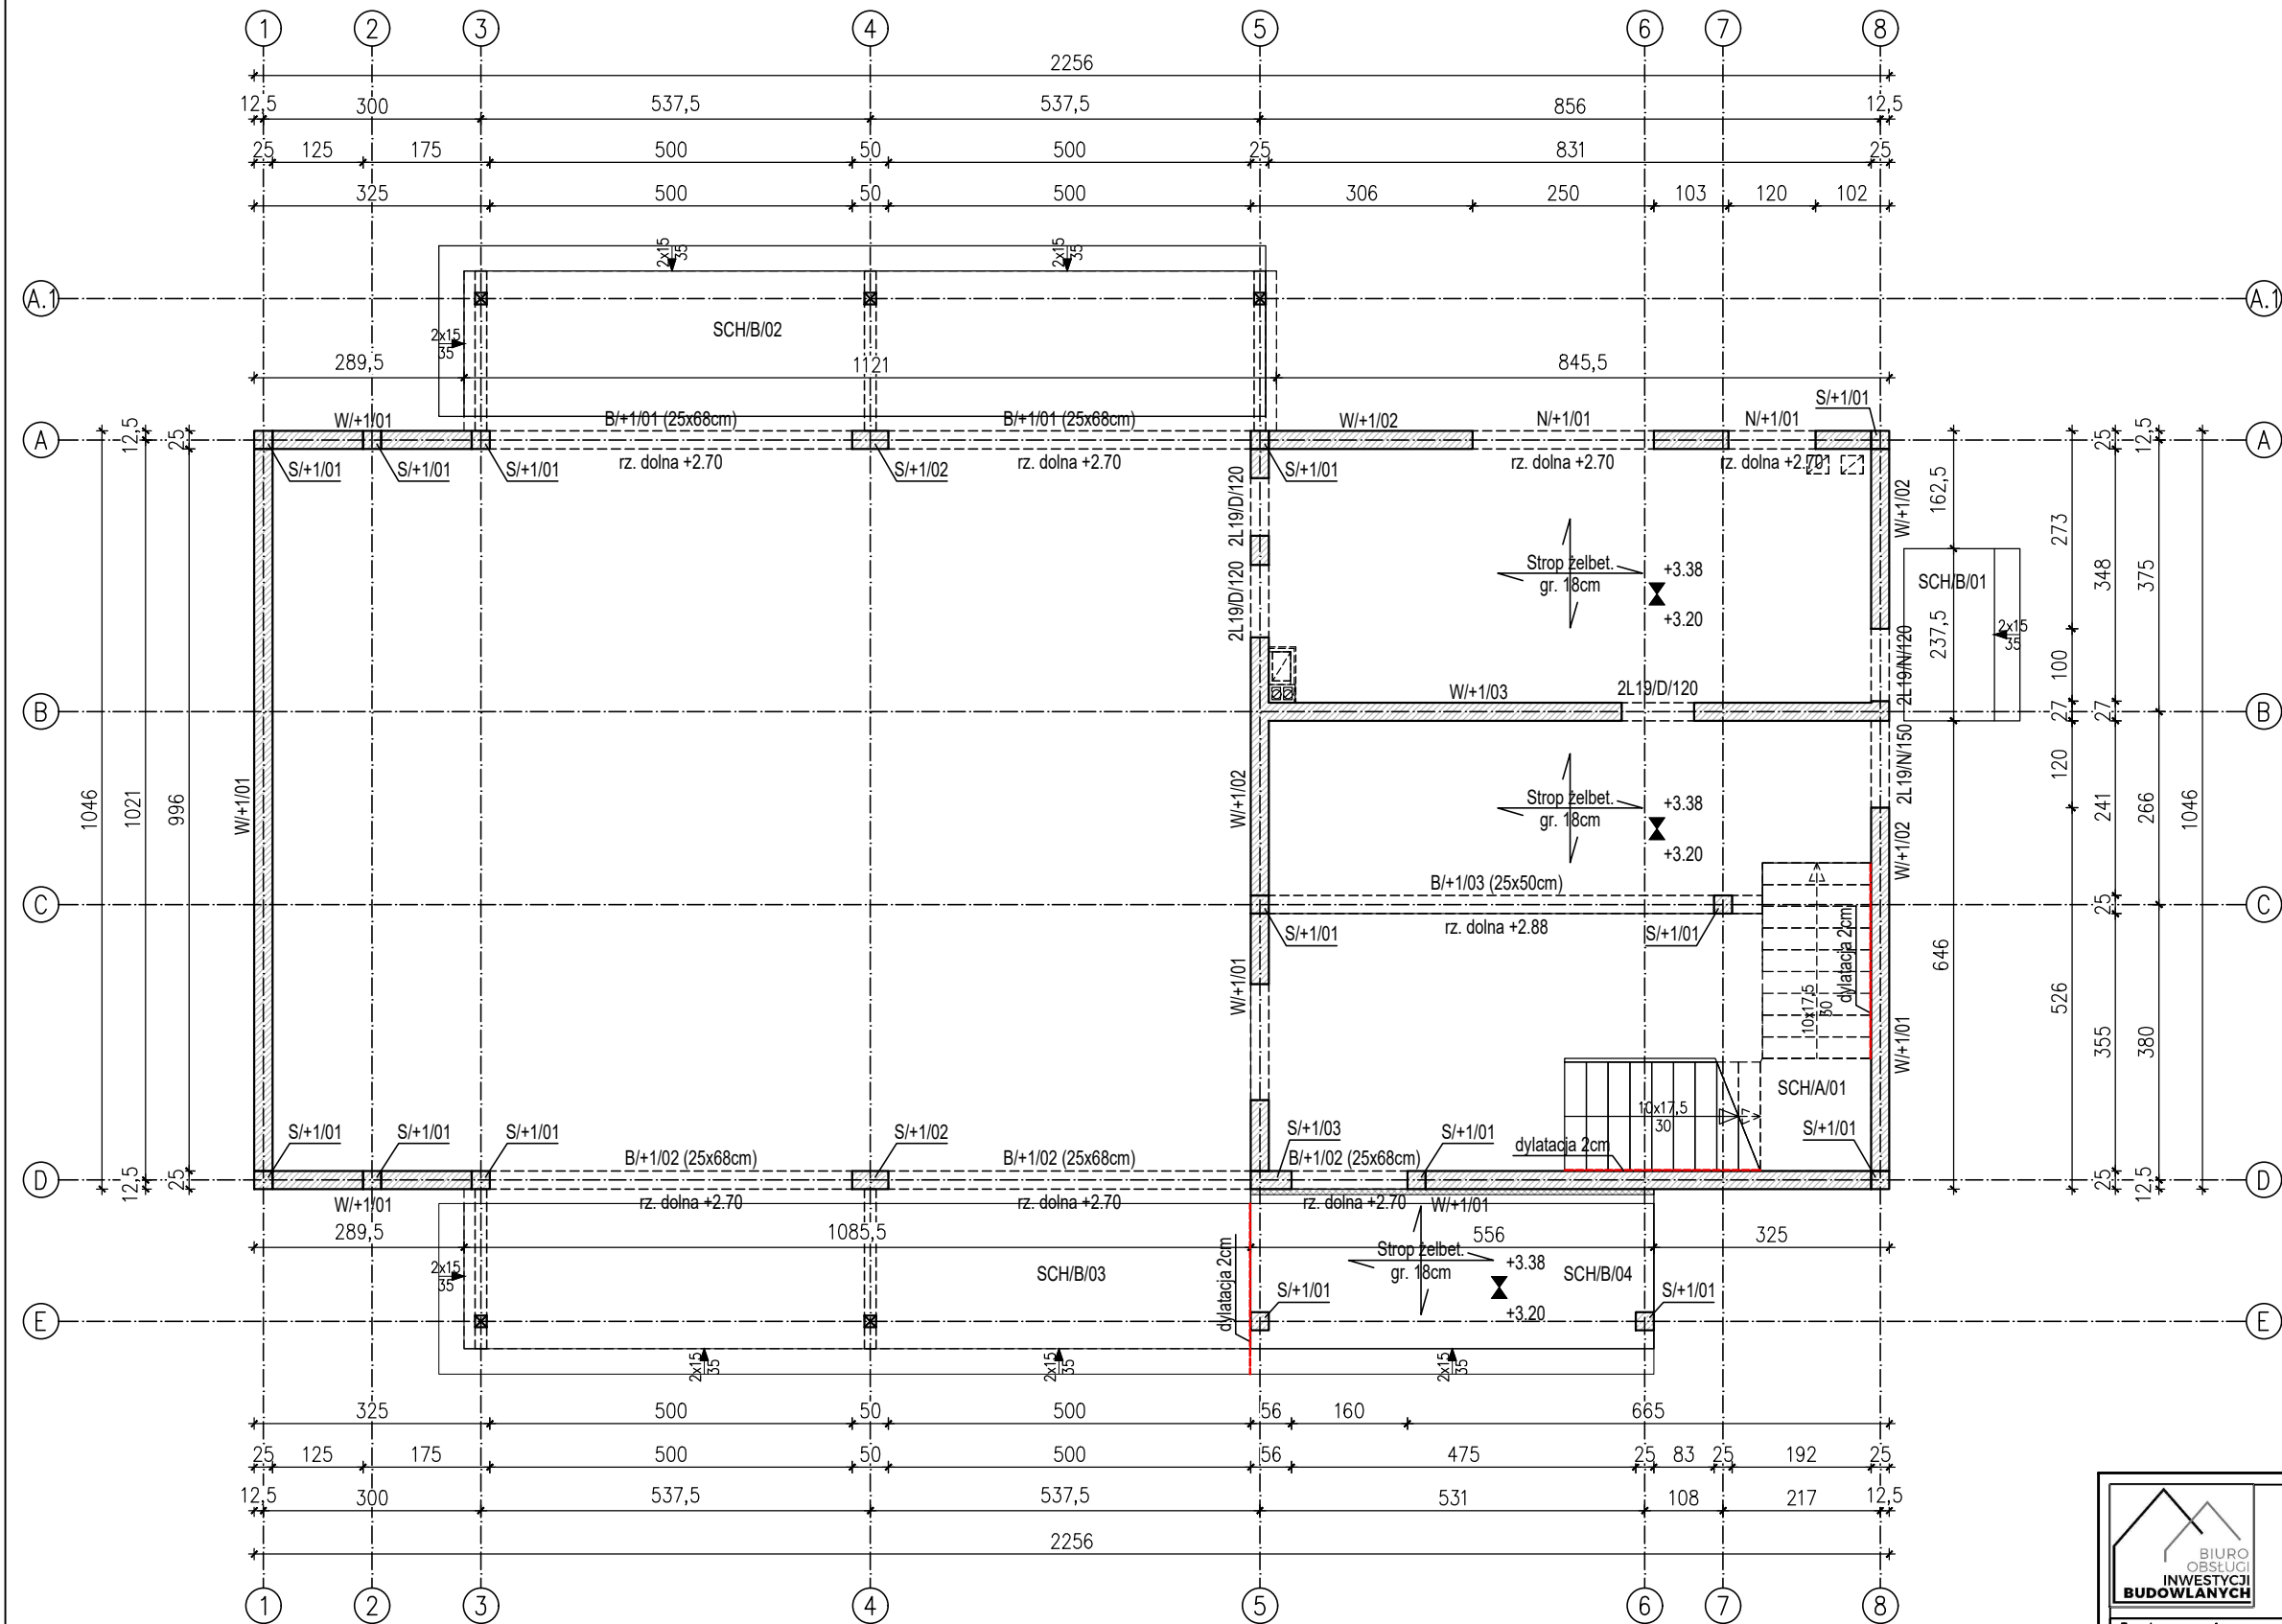 1 2 3 4 5 6 7 8
2256
12,5 300 537,5 537,5 856 12,5
25 125 175 500 50 500 25 831 25
325 500 50 500 306 250 103 120 102
2x15
35
2x15
35
A.1 A.1
SCH/B/02
2x15
35
289,5 1121 845,5
S/+1/01
W/+1/01 B/+1/01 (25x68cm) B/+1/01 (25x68cm) W/+1/02 N/+1/01 N/+1/01
A A
S/+1/01 S/+1/01 S/+1/01 rz. dolna +2.70 S/+1/02 rz. dolna +2.70 S/+1/01 rz. dolna +2.70 rz. dolna +2.70
12,5 25
25 12,5
2L19/D/120
2L19/D/120
W/+1/02
162,5
273
348
375
Strop żelbet.
gr. 18cm
+3.38
+3.20
SCH/B/01
237,5
2x15
35
100
2L19/N/120
W/+1/03 2L19/D/120
B B
27 27
2L19/N/150
120
1046 1021 996
W/+1/01
W/+1/02
Strop żelbet.
gr. 18cm
+3.38
+3.20
241 266 1046
W/+1/02
B/+1/03 (25x50cm)
C C
25
S/+1/01 rz. dolna +2.88 S/+1/01
dylatacja 2cm
10x17,5
30
646
526
355 380
W/+1/01
W/+1/01
SCH/A/01
10x17,5
30
S/+1/01 S/+1/01 S/+1/01 S/+1/02 S/+1/03 S/+1/01 S/+1/01
dylatacja 2cm
B/+1/02 (25x68cm) B/+1/02 (25x68cm) B/+1/02 (25x68cm)
D D
12,5 25
25 12,5
W/+1/01 rz. dolna +2.70 rz. dolna +2.70 rz. dolna +2.70 W/+1/01
289,5 1085,5 556 325
2x15
35
SCH/B/03
dylatacja 2cm
Strop żelbet.
gr. 18cm
+3.38
+3.20
SCH/B/04
S/+1/01 S/+1/01
E E
2x15
35
2x15
35
2x15
35
325 500 50 500 56 160 665
25 125 175 500 50 500 56 475 25 83 25 192 25
12,5 300 537,5 537,5 531 108 217 12,5
2256
1 2 3 4 5 6 7 8
BIURO
OBSŁUGI
INWESTYCJI
BUDOWLANYCH